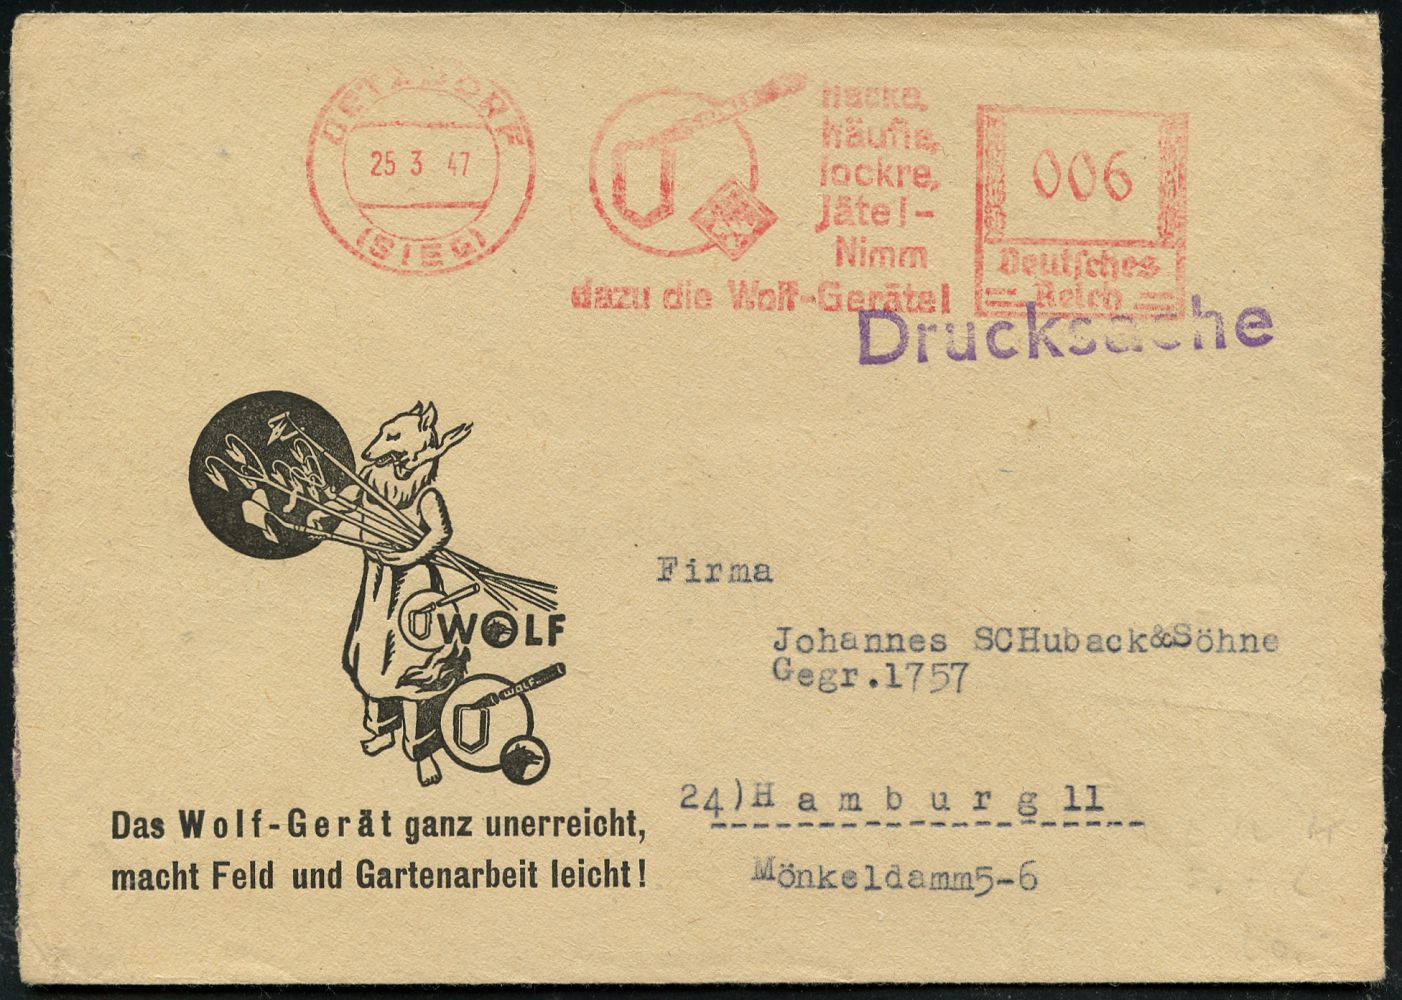 BETZDORF
25 3 47
(SIEG)
Hacke,
häufle,
lockre,
jäte!-
Nimm
dazu die Wolf-Geräte!
006
Deutsches
Reich
Drucksache
WOLF
WOLF
Firma
Johannes SCHuback&Söhne
Gegr.1757
24)Hamburg 11
Mönkeldamm5-6
Das Wolf-Gerät ganz unerreicht,
macht Feld und Gartenarbeit leicht!